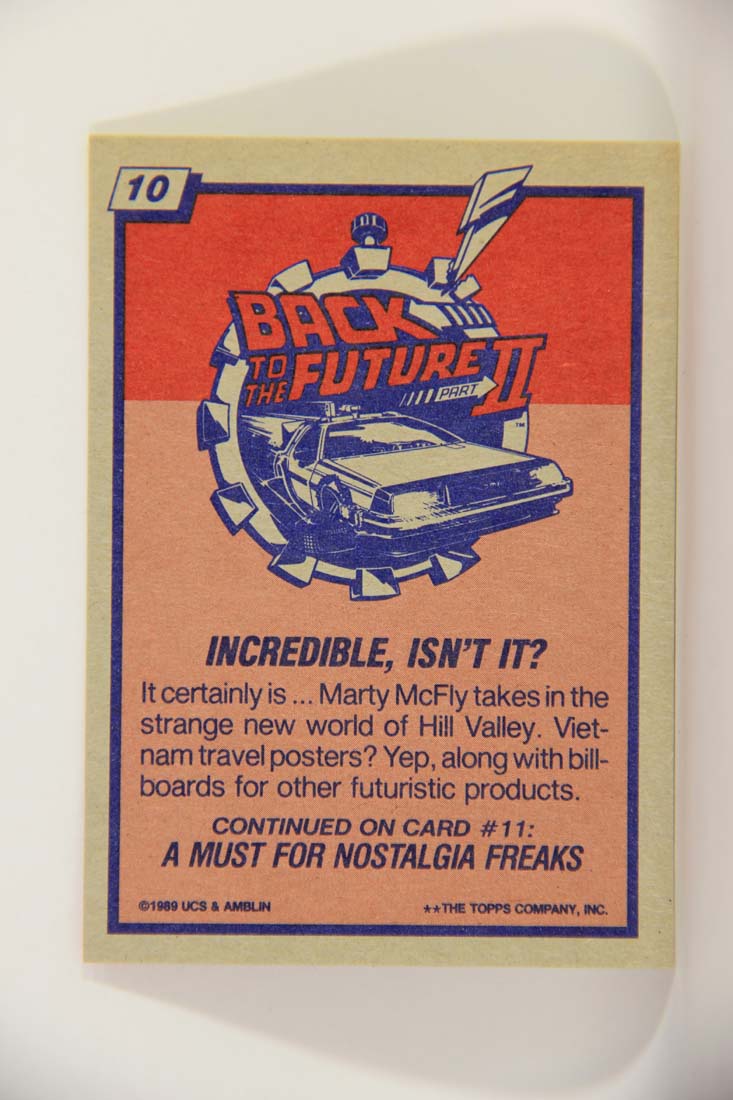 10
BACK
TO
THE FUTURE
PART II
TM
INCREDIBLE, ISN'T IT?
It certainly is ... Marty McFly takes in the
strange new world of Hill Valley. Viet-
nam travel posters? Yep, along with bill-
boards for other futuristic products.
CONTINUED ON CARD #11:
A MUST FOR NOSTALGIA FREAKS
©1989 UCS & AMBLIN
**THE TOPPS COMPANY, INC.